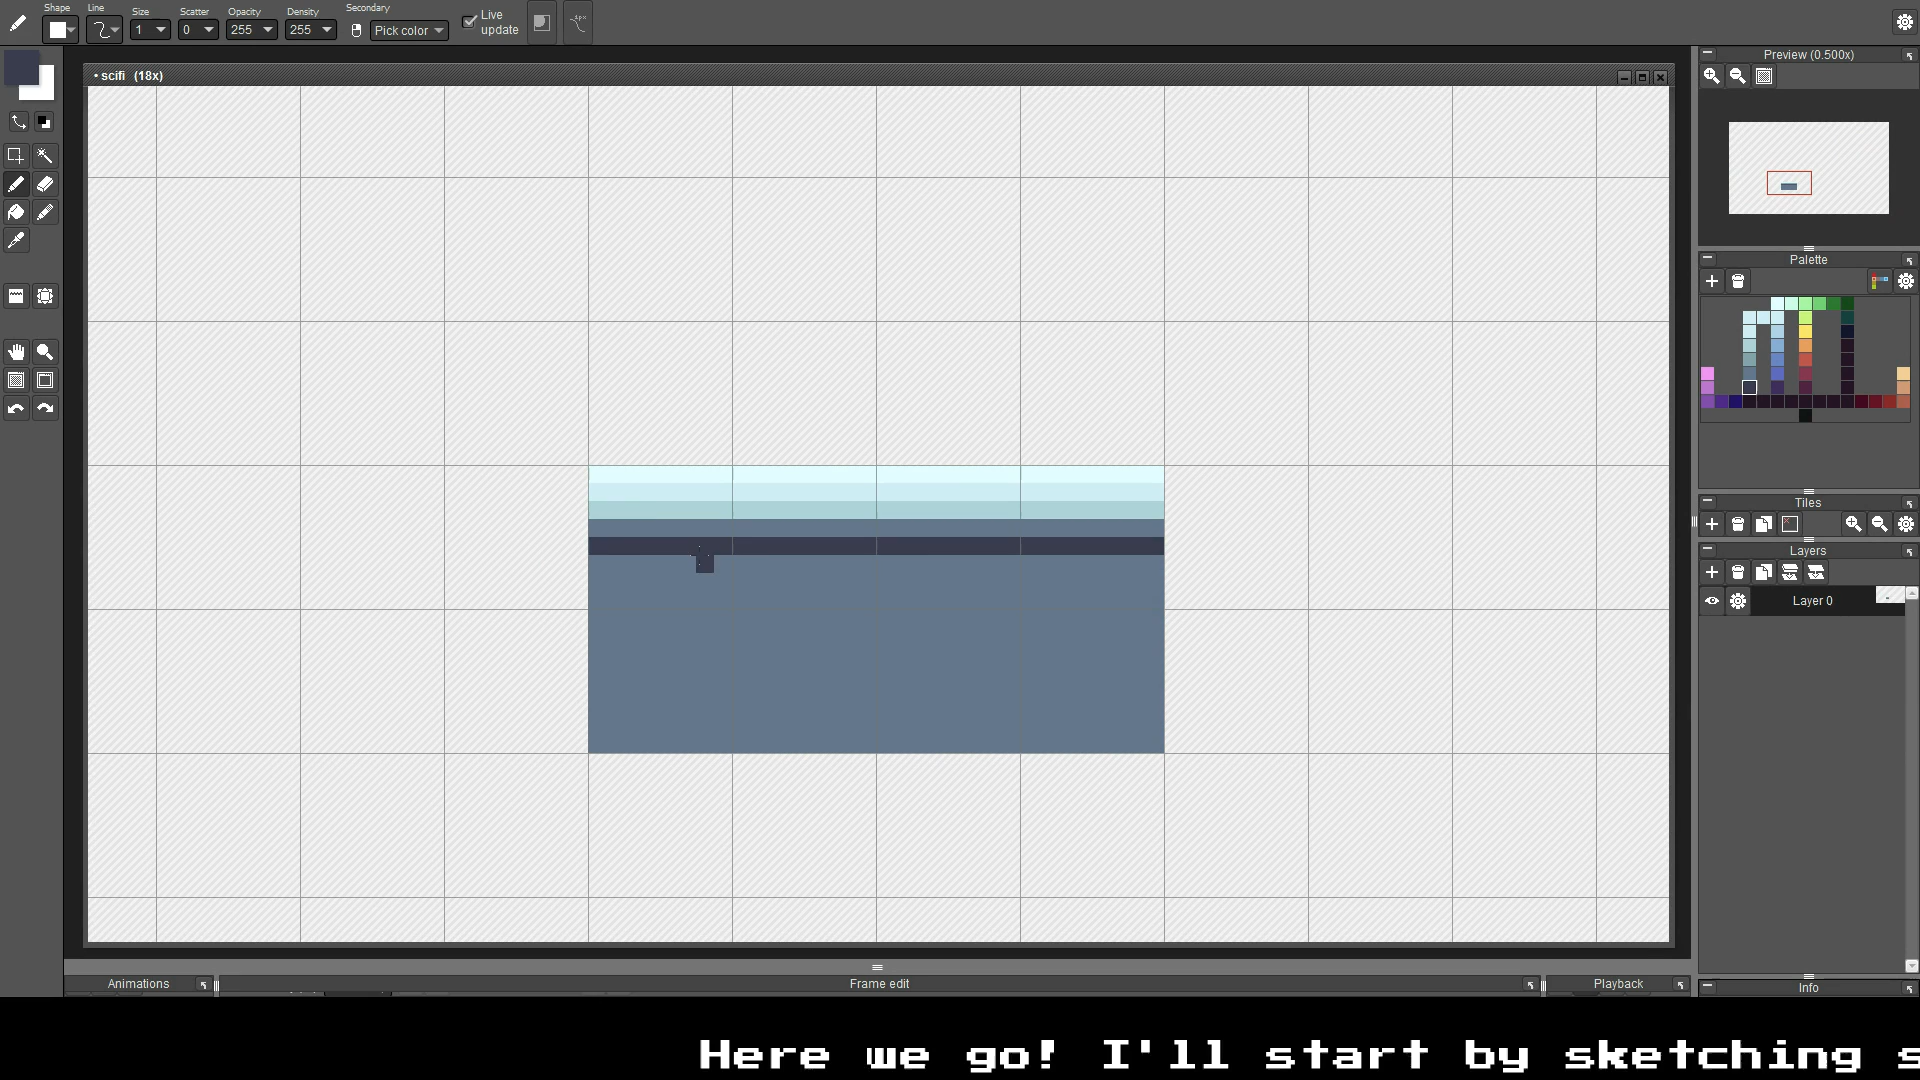 Shape Line Size Scatter Opacity Density Secondary
1 0 255 255 Pick color Live update
• scifi (18x)
Preview (0.500x)
Palette
Tiles
Layers
Layer 0
Animations Frame edit Playback
Info
Here we go! I'll start by sketching s